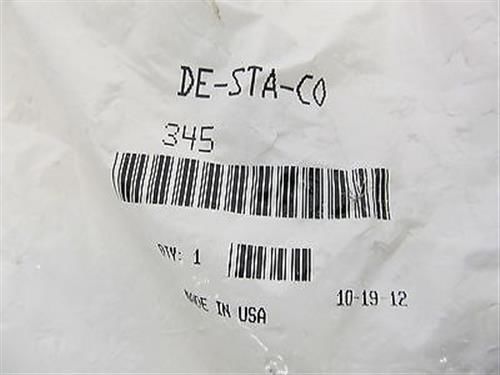 DE-STA-CO
345
QTY: 1
MADE IN USA
10-19-12